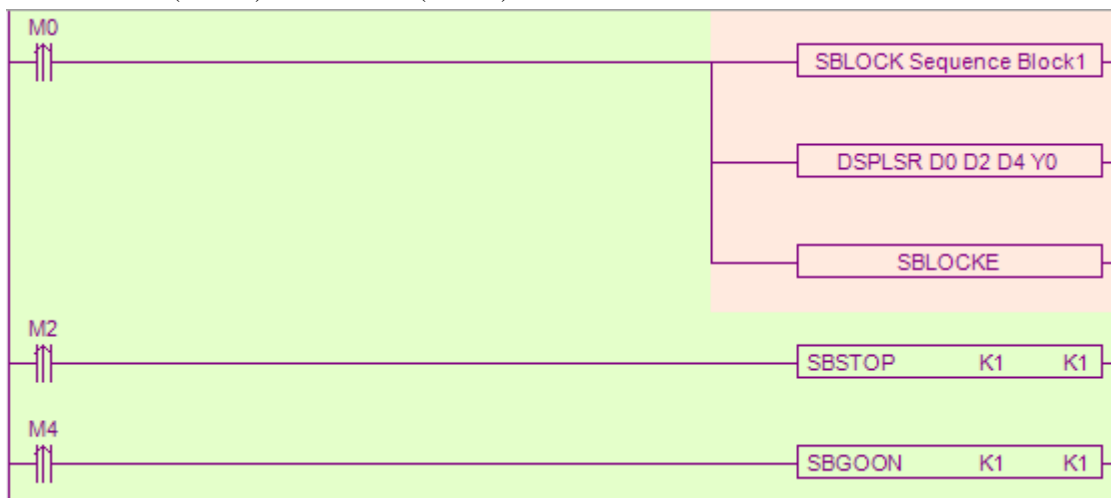 M0
SBLOCK Sequence Block1
DSPLSR D0 D2 D4 Y0
SBLOCKE
M2
SBSTOP K1 K1
M4
SBGOON K1 K1